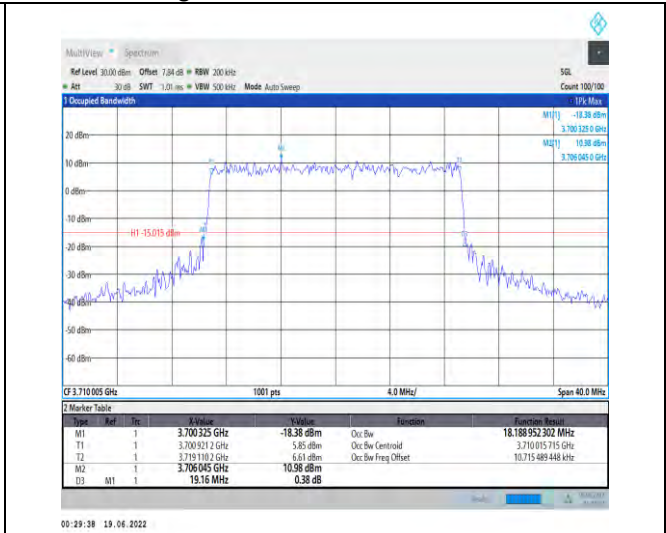 MultiView Spectrum
Ref Level 30.00 dBm Offset 7.84 dB RBW 200 kHz SGL
Att 30 dB SWT 1.01 ms VBW 500 kHz Mode Auto Sweep Count 100/100
1 Occupied Bandwidth 1Pk Max
M1[1] -18.38 dBm
3.700 325 0 GHz
M2[1] 10.98 dBm
3.706 045 0 GHz
20 dBm
10 dBm
0 dBm
-10 dBm
H1 -15.015 dBm
-20 dBm
-30 dBm
-40 dBm
-50 dBm
-60 dBm
CF 3.710 005 GHz 1001 pts 4.0 MHz/ Span 40.0 MHz
2 Marker Table
Type Ref Trc X-Value Y-Value Function Function Result
M1 1 3.700 325 GHz -18.38 dBm Occ Bw 18.188 952 302 MHz
T1 1 3.700 921 2 GHz 5.85 dBm Occ Bw Centroid 3.710 015 715 GHz
T2 1 3.719 110 2 GHz 6.61 dBm Occ Bw Freq Offset 10.715 489 448 kHz
M2 1 3.706 045 GHz 10.98 dBm
D3 M1 1 19.16 MHz 0.38 dB
00:29:38 19.06.2022